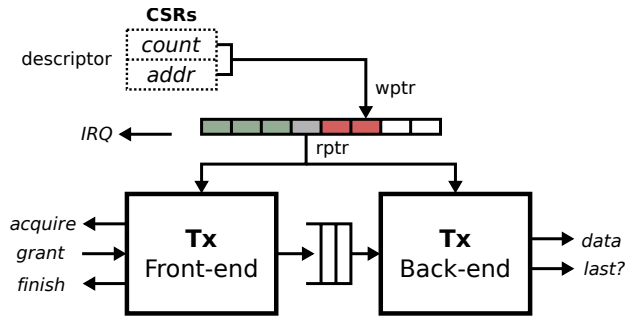 CSRs
descriptor
count
addr
wptr
IRQ
rptr
acquire
grant
finish
Tx
Front-end
Tx
Back-end
data
last?